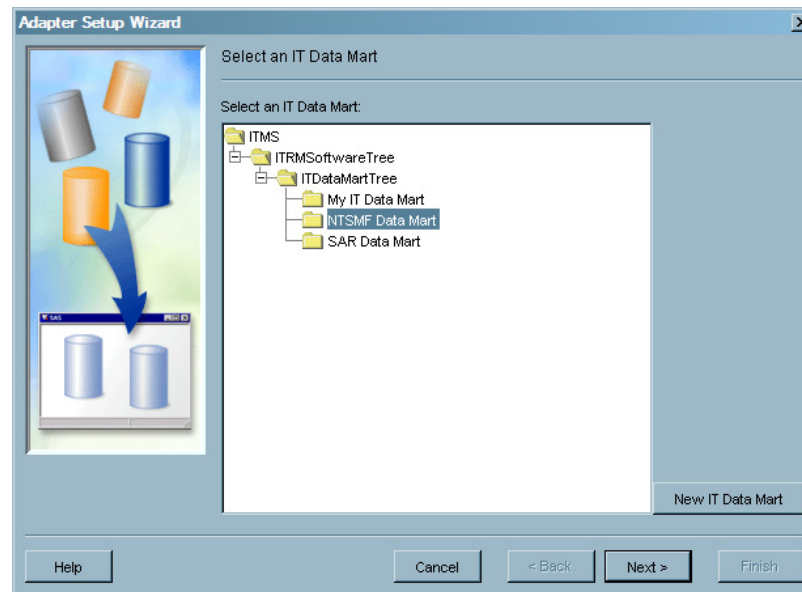 Adapter Setup Wizard
Select an IT Data Mart
Select an IT Data Mart:
ITMS
ITRMSoftwareTree
ITDataMartTree
My IT Data Mart
NTSMF Data Mart
SAR Data Mart
SAS
New IT Data Mart
Help
Cancel
< Back
Next >
Finish